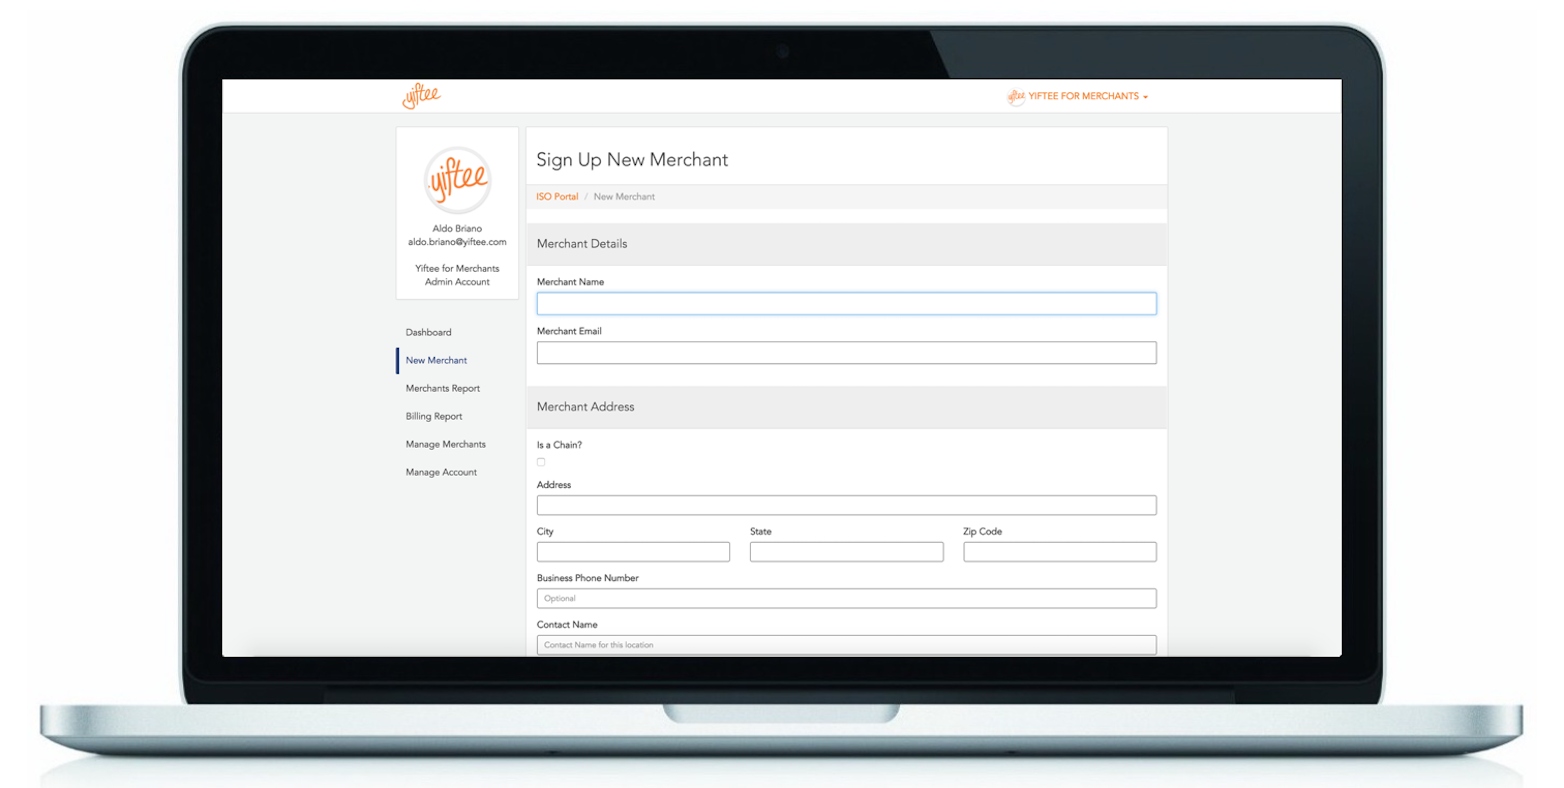 yiftee
yiftee YIFTEE FOR MERCHANTS
yiftee
Aldo Briano
aldo.briano@yiftee.com
Yiftee for Merchants
Admin Account
Dashboard
New Merchant
Merchants Report
Billing Report
Manage Merchants
Manage Account
Sign Up New Merchant
ISO Portal / New Merchant
Merchant Details
Merchant Name
Merchant Email
Merchant Address
Is a Chain?
Address
City State Zip Code
Business Phone Number
Optional
Contact Name
Contact Name for this location